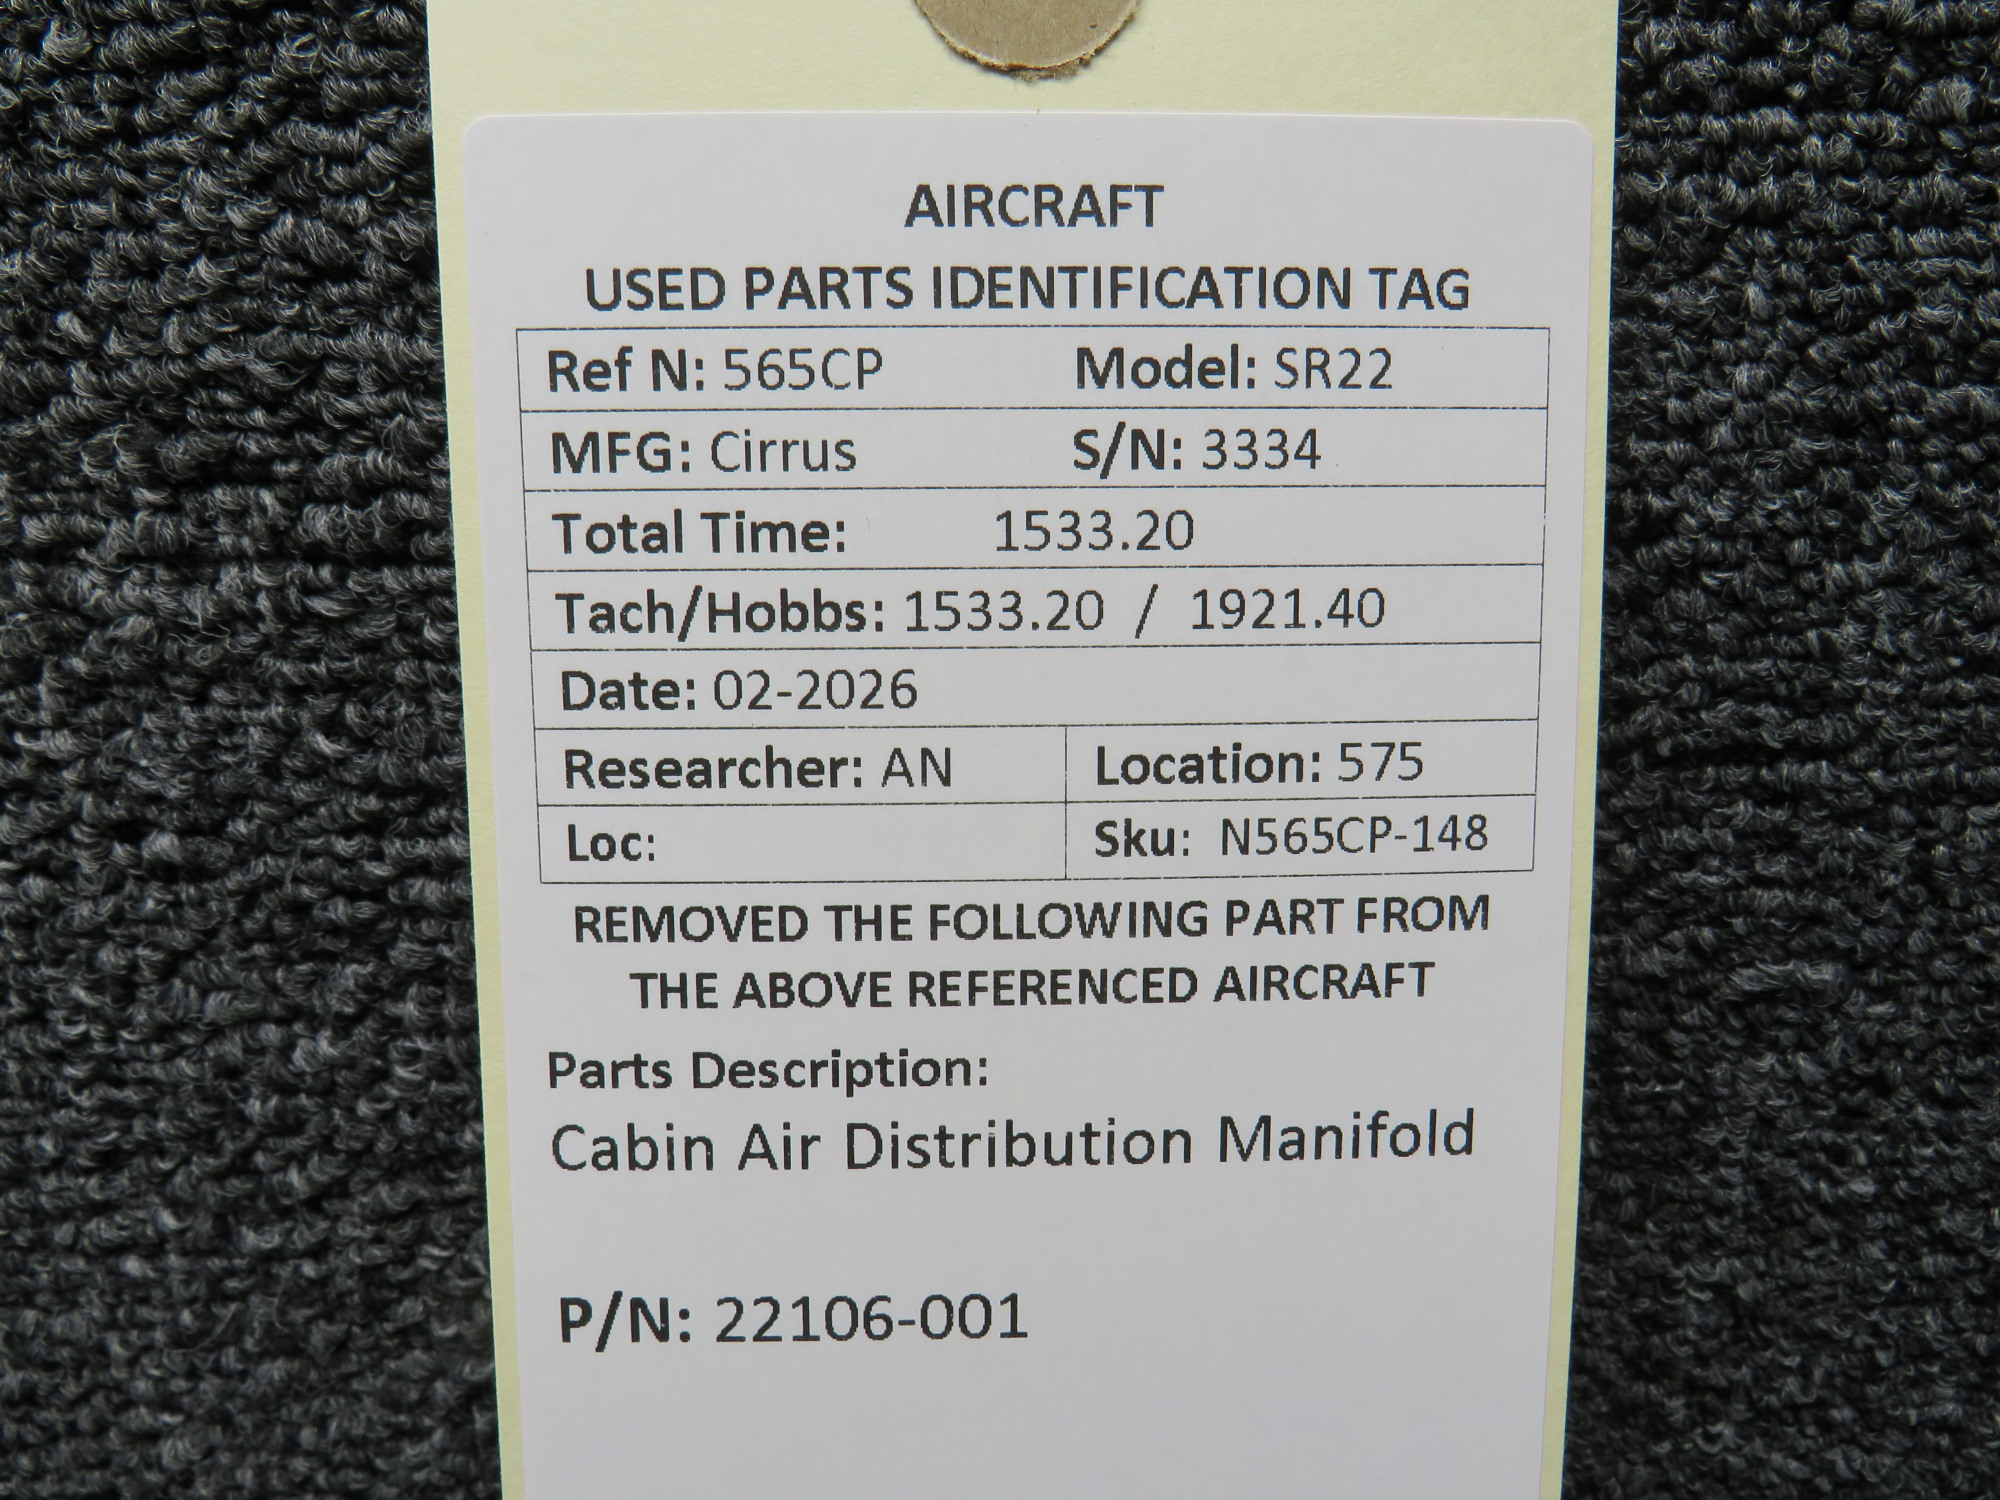 AIRCRAFT
USED PARTS IDENTIFICATION TAG
Ref N: 565CP Model: SR22
MFG: Cirrus S/N: 3334
Total Time: 1533.20
Tach/Hobbs: 1533.20 / 1921.40
Date: 02-2026
Researcher: AN Location: 575
Loc: Sku: N565CP-148
REMOVED THE FOLLOWING PART FROM
THE ABOVE REFERENCED AIRCRAFT
Parts Description:
Cabin Air Distribution Manifold
P/N: 22106-001